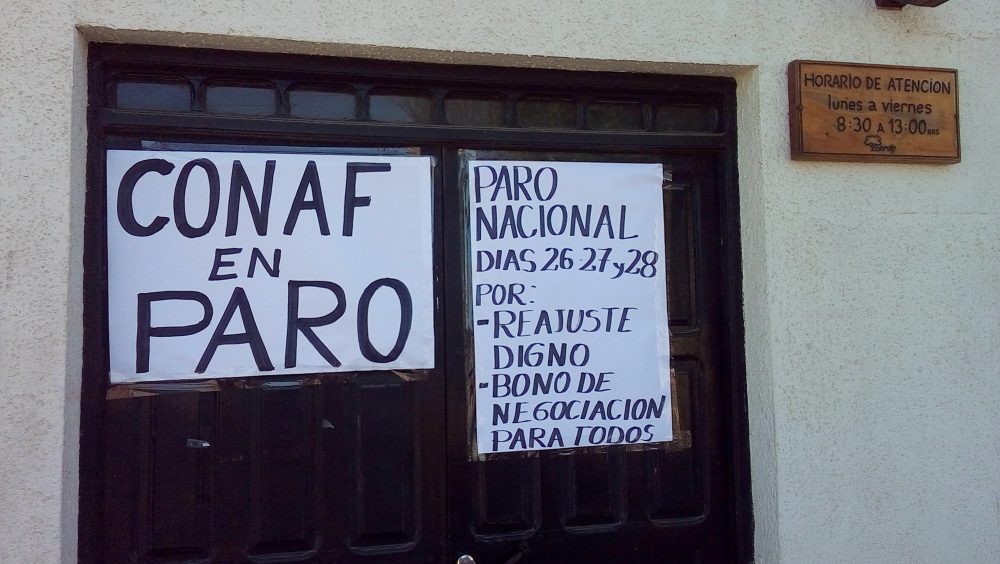 CONAF
EN
PARO
PARO
NACIONAL
DIAS 26-27 y 28
POR:
-REAJUSTE
DIGNO
-BONO DE
NEGOCIACION
PARA TODOS
HORARIO DE ATENCION
lunes a viernes
8:30 A 13:00 HRS